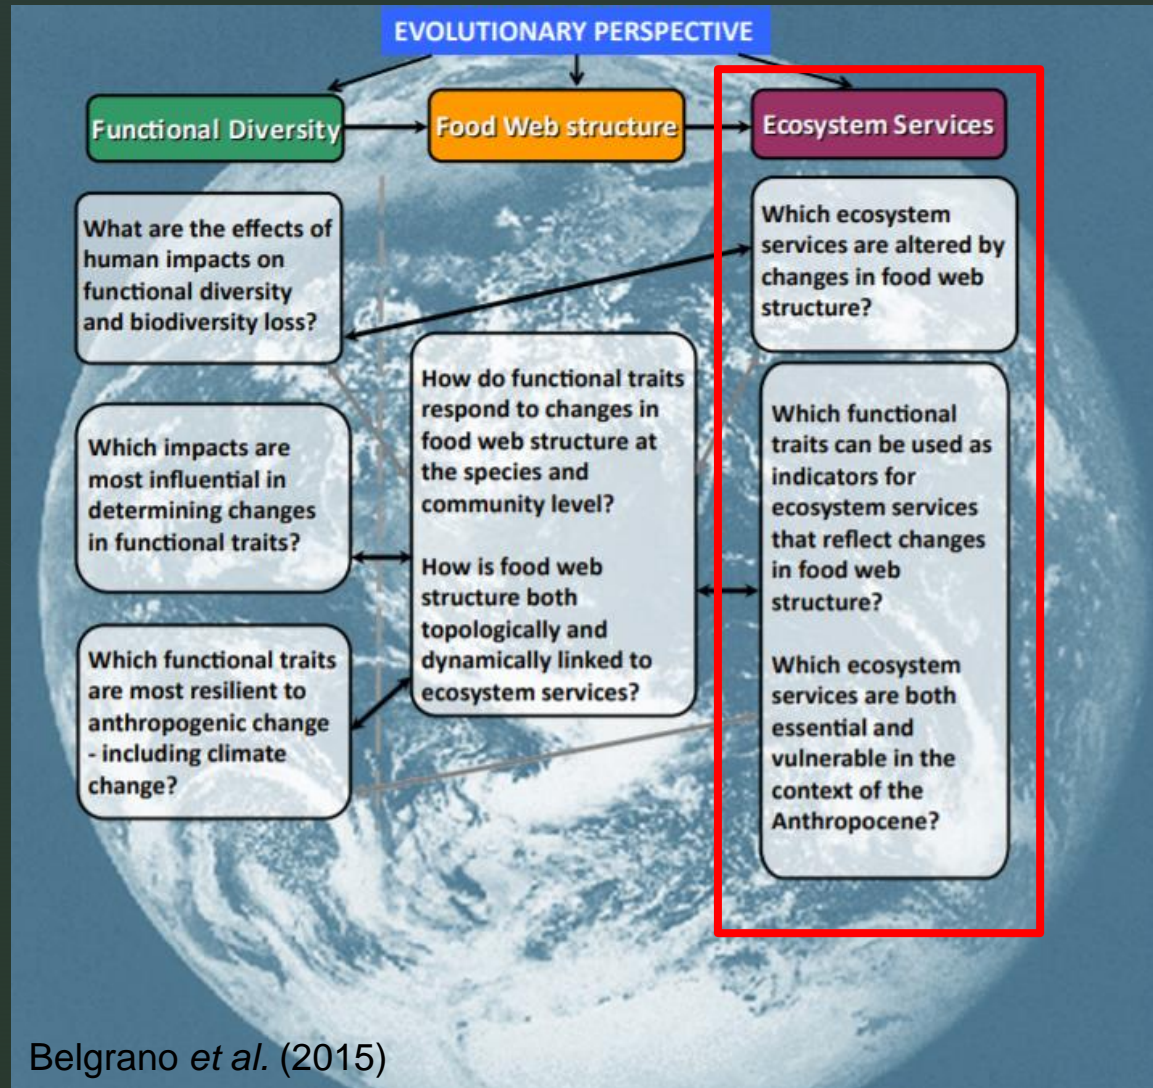 EVOLUTIONARY PERSPECTIVE
Functional Diversity
Food Web structure
Ecosystem Services
What are the effects of
human impacts on
functional diversity
and biodiversity loss?
Which impacts are
most influential in
determining changes
in functional traits?
Which functional traits
are most resilient to
anthropogenic change
- including climate
change?
How do functional traits
respond to changes in
food web structure at
the species and
community level?
How is food web
structure both
topologically and
dynamically linked to
ecosystem services?
Which ecosystem
services are altered by
changes in food web
structure?
Which functional
traits can be used as
indicators for
ecosystem services
that reflect changes
in food web
structure?
Which ecosystem
services are both
essential and
vulnerable in the
context of the
Anthropocene?
Belgrano et al. (2015)